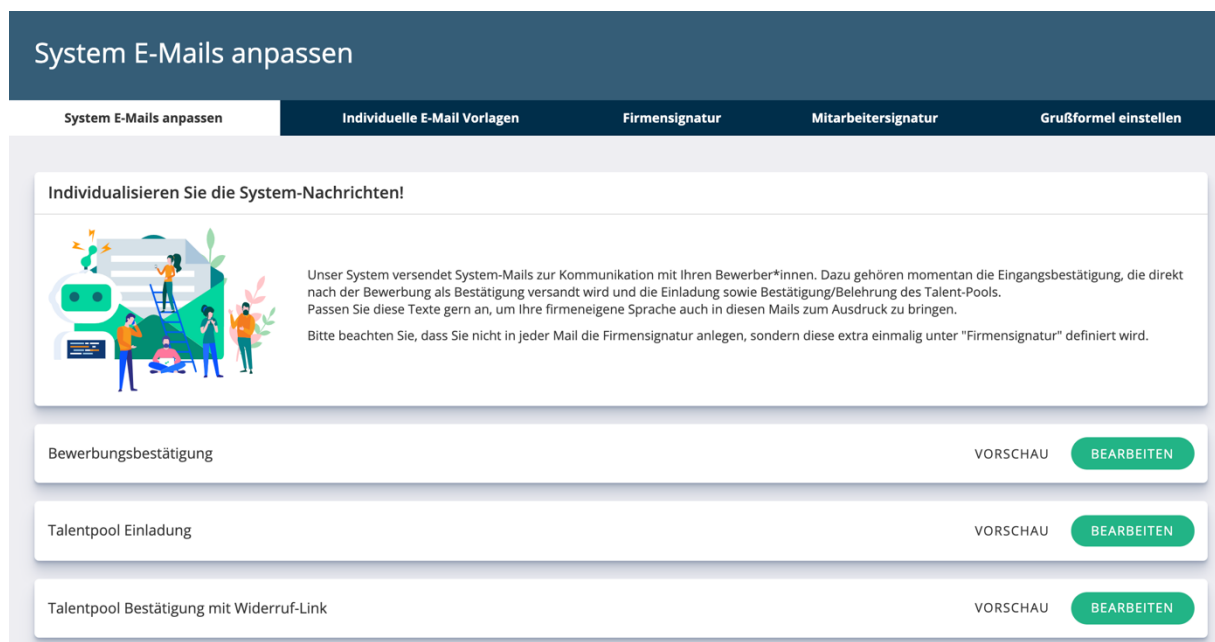 System E-Mails anpassen
System E-Mails anpassen Individuelle E-Mail Vorlagen Firmensignatur Mitarbeitersignatur Grußformel einstellen
Individualisieren Sie die System-Nachrichten!
Unser System versendet System-Mails zur Kommunikation mit Ihren Bewerber*innen. Dazu gehören momentan die Eingangsbestätigung, die direkt
nach der Bewerbung als Bestätigung versandt wird und die Einladung sowie Bestätigung/Belehrung des Talent-Pools.
Passen Sie diese Texte gern an, um Ihre firmeneigene Sprache auch in diesen Mails zum Ausdruck zu bringen.
Bitte beachten Sie, dass Sie nicht in jeder Mail die Firmensignatur anlegen, sondern diese extra einmalig unter "Firmensignatur" definiert wird.
Bewerbungsbestätigung VORSCHAU BEARBEITEN
Talentpool Einladung VORSCHAU BEARBEITEN
Talentpool Bestätigung mit Widerruf-Link VORSCHAU BEARBEITEN